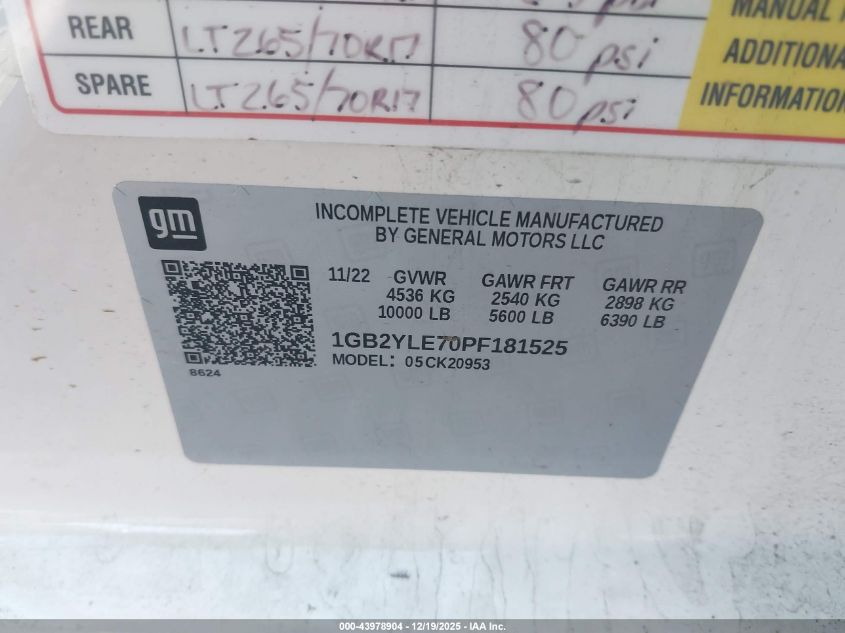 REAR LT265/70R17 80 psi
SPARE LT265/70R17 80 psi
MANUAL
ADDITIONA
INFORMATION
gm
INCOMPLETE VEHICLE MANUFACTURED
BY GENERAL MOTORS LLC
11/22 GVWR GAWR FRT GAWR RR
4536 KG 2540 KG 2898 KG
10000 LB 5600 LB 6390 LB
1GB2YLE70PF181525
MODEL: 05CK20953
8624
000-43978904 - 12/19/2025 - IAA Inc.